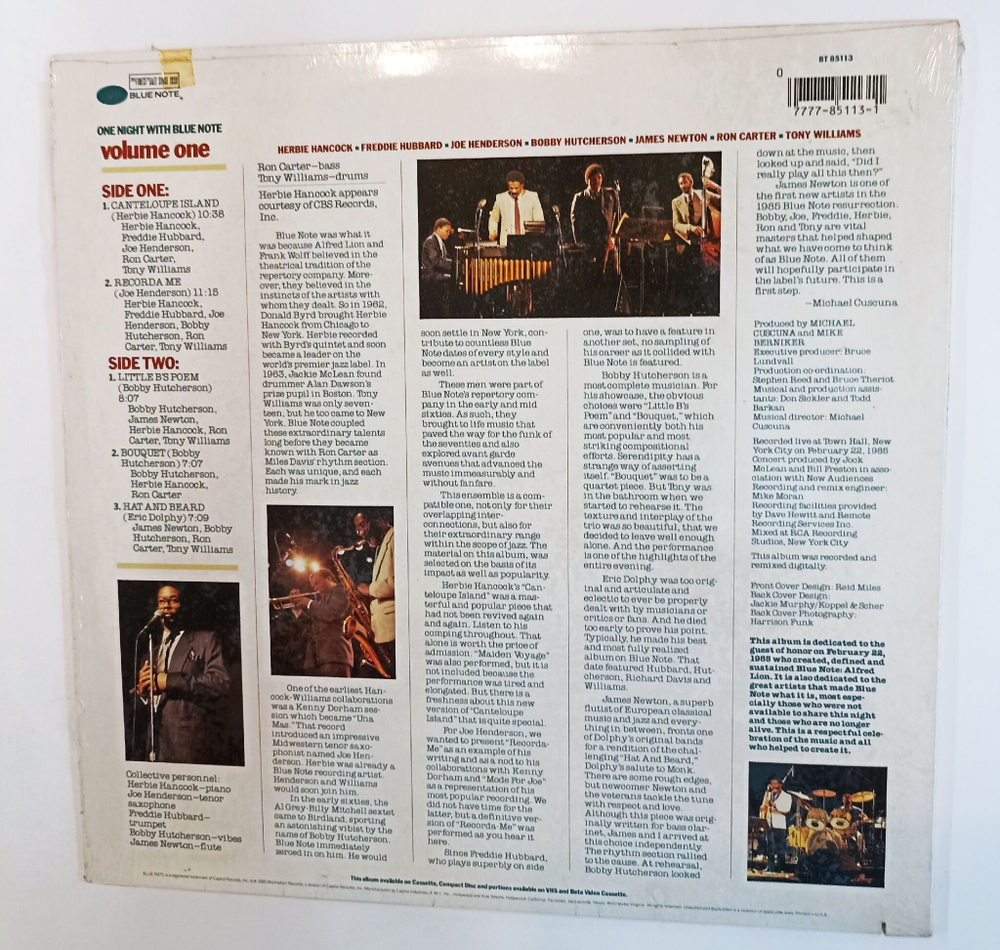 BLUE NOTE
BT 85113
0
7777-85113-1
ONE NIGHT WITH BLUE NOTE
volume one
HERBIE HANCOCK ▪ FREDDIE HUBBARD ▪ JOE HENDERSON ▪ BOBBY HUTCHERSON ▪ JAMES NEWTON ▪ RON CARTER ▪ TONY WILLIAMS
SIDE ONE:
1. CANTELOUPE ISLAND
(Herbie Hancock) 10:38
Herbie Hancock,
Freddie Hubbard,
Joe Henderson,
Ron Carter,
Tony Williams
2. RECORDA ME
(Joe Henderson) 11:15
Herbie Hancock,
Freddie Hubbard, Joe
Henderson, Bobby
Hutcherson, Ron
Carter, Tony Williams
SIDE TWO:
1. LITTLE B'S POEM
(Bobby Hutcherson)
8:07
Bobby Hutcherson,
James Newton,
Herbie Hancock, Ron
Carter, Tony Williams
2. BOUQUET (Bobby
Hutcherson) 7:07
Bobby Hutcherson,
Herbie Hancock,
Ron Carter
3. HAT AND BEARD
(Eric Dolphy) 7:09
James Newton, Bobby
Hutcherson, Ron
Carter, Tony Williams
Collective personnel:
Herbie Hancock—piano
Joe Henderson—tenor
saxophone
Freddie Hubbard—
trumpet
Bobby Hutcherson—vibes
James Newton—flute
Ron Carter—bass
Tony Williams—drums
Herbie Hancock appears
courtesy of CBS Records,
Inc.
Blue Note was what it
was because Alfred Lion and
Frank Wolff believed in the
theatrical tradition of the
repertory company. More-
over, they believed in the
instincts of the artists with
whom they dealt. So in 1962,
Donald Byrd brought Herbie
Hancock from Chicago to
New York. Herbie recorded
with Byrd's quintet and soon
became a leader on the
world's premier jazz label. In
1963, Jackie McLean found
drummer Alan Dawson's
prize pupil in Boston. Tony
Williams was only seven-
teen, but he too came to New
York. Blue Note coupled
these extraordinary talents
long before they became
known with Ron Carter as
Miles Davis' rhythm section.
Each was unique, and each
made his mark in jazz
history.
One of the earliest Han-
cock-Williams collaborations
was a Kenny Dorham ses-
sion which became "Una
Mas." That record
introduced an impressive
Midwestern tenor saxo-
phonist named Joe Hen-
derson. Herbie was already a
Blue Note recording artist.
Henderson and Williams
would soon join him.
In the early sixties, the
Al Grey-Billy Mitchell sextet
came to Birdland, sporting
an astonishing vibist by the
name of Bobby Hutcherson.
Blue Note immediately
zeroed in on him. He would
soon settle in New York, con-
tribute to countless Blue
Note dates of every style and
become an artist on the label
as well.
These men were part of
Blue Note's repertory com-
pany in the early and mid
sixties. As such, they
brought to life music that
paved the way for the funk of
the seventies and also
explored avant garde
avenues that advanced the
music immeasurably and
without fanfare.
This ensemble is a com-
patible one, not only for their
overlapping inter-
connections, but also for
their extraordinary range
within the scope of jazz. The
material on this album, was
selected on the basis of its
impact as well as popularity.
Herbie Hancock's "Can-
teloupe Island" was a mas-
terful and popular piece that
had not been revived again
and again. Listen to his
comping throughout. That
alone is worth the price of
admission. "Maiden Voyage"
was also performed, but it is
not included because the
performance was tired and
elongated. But there is a
freshness about this new
version of "Canteloupe
Island" that is quite special.
For Joe Henderson, we
wanted to present "Recorda-
Me" as an example of his
writing and as a nod to his
collaborations with Kenny
Dorham and "Mode For Joe"
as a representation of his
most popular recording. We
did not have time for the
latter, but a definitive ver-
sion of "Recorda-Me" was
performed as you hear it
here.
Since Freddie Hubbard,
who plays superbly on side
one, was to have a feature in
another set, no sampling of
his career as it collided with
Blue Note is featured.
Bobby Hutcherson is a
most complete musician. For
his showcase, the obvious
choices were "Little B's
Poem" and "Bouquet," which
are conveniently both his
most popular and most
striking compositional
efforts. Serendipity has a
strange way of asserting
itself. "Bouquet" was to be a
quartet piece. But Tony was
in the bathroom when we
started to rehearse it. The
texture and interplay of the
trio was so beautiful, that we
decided to leave well enough
alone. And the performance
is one of the highlights of the
entire evening.
Eric Dolphy was too orig-
inal and articulate and
eclectic to ever be properly
dealt with by musicians or
critics or fans. And he died
too early to prove his point.
Typically, he made his best
and most fully realized
album on Blue Note. That
date featured Hubbard, Hut-
cherson, Richard Davis and
Williams.
James Newton, a superb
flutist of European classical
music and jazz and every-
thing in between, fronts one
of Dolphy's original bands
for a rendition of the chal-
lenging "Hat And Beard,"
Dolphy's salute to Monk.
There are some rough edges,
but newcomer Newton and
the veterans tackle the tune
with respect and love.
Although this piece was orig-
inally written for bass clar-
inet, James and I arrived at
this choice independently.
The rhythm section rallied
to the cause. At rehearsal,
Bobby Hutcherson looked
down at the music, then
looked up and said, "Did I
really play all this then?"
James Newton is one of
the first new artists in the
1985 Blue Note resurrection.
Bobby, Joe, Freddie, Herbie,
Ron and Tony are vital
masters that helped shaped
what we have come to think
of as Blue Note. All of them
will hopefully participate in
the label's future. This is a
first step.
—Michael Cuscuna
Produced by MICHAEL
CUSCUNA and MIKE
BERNIKER
Executive producer: Bruce
Lundvall
Production co-ordination:
Stephen Reed and Bruce Theriot
Musical and production assis-
tants: Don Sickler and Todd
Barkan
Musical director: Michael
Cuscuna
Recorded live at Town Hall, New
York City on February 22, 1985
Concert produced by Jack
McLean and Bill Preston in asso-
ciation with New Audiences
Recording and remix engineer:
Mike Moran
Recording facilities provided
by Dave Hewitt and Remote
Recording Services Inc.
Mixed at RCA Recording
Studios, New York City
This album was recorded and
remixed digitally.
Front Cover Design: Reid Miles
Back Cover Design:
Jackie Murphy/Koppel & Scher
Back Cover Photography:
Harrison Funk
This album is dedicated to the
guest of honor on February 22,
1985 who created, defined and
sustained Blue Note: Alfred
Lion. It is also dedicated to the
great artists that made Blue
Note what it is, most espe-
cially those who were not
available to share this night
and those who are no longer
alive. This is a respectful cele-
bration of the music and all
who helped to create it.
This album available on Cassette, Compact Disc and portions available on VHS and Beta Video Cassette.